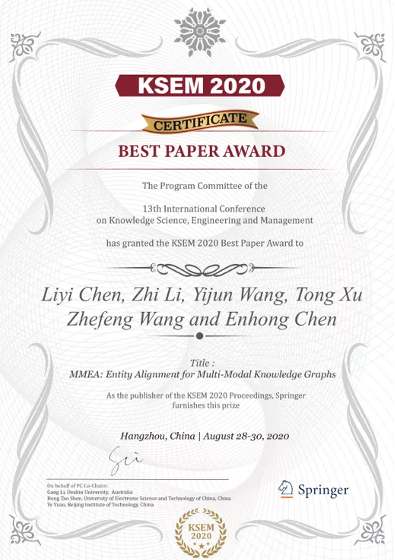 KSEM 2020
CERTIFICATE
BEST PAPER AWARD
The Program Committee of the
13th International Conference
on Knowledge Science, Engineering and Management
has granted the KSEM 2020 Best Paper Award to
Liyi Chen, Zhi Li, Yijun Wang, Tong Xu
Zhefeng Wang and Enhong Chen
Title :
MMEA: Entity Alignment for Multi-Modal Knowledge Graphs
As the publisher of the KSEM 2020 Proceedings, Springer
furnishes this prize
Hangzhou, China | August 28-30, 2020
On behalf of PC Co-Chairs:
Gang Li, Deakin University, Australia
Heng Tao Shen, University of Electronic Science and Technology of China, China
Ye Yuan, Beijing Institute of Technology, China
Springer
KSEM
2020